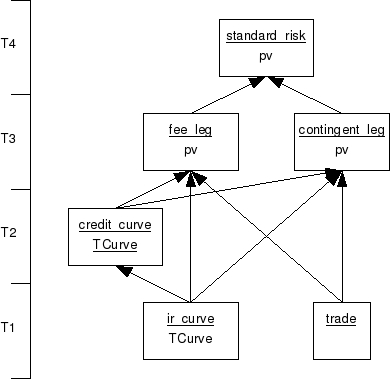 T4
standard_risk
pv
T3
fee_leg
pv
contingent_leg
pv
T2
credit_curve
TCurve
T1
ir_curve
TCurve
trade